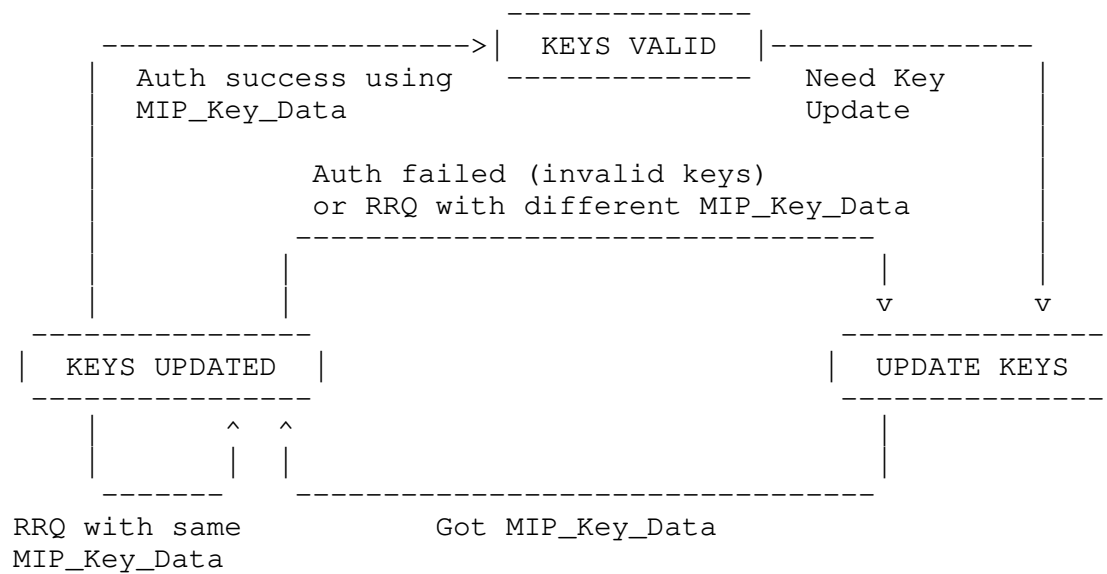 KEYS VALID
Auth success using
MIP_Key_Data
Need Key
Update
Auth failed (invalid keys)
or RRQ with different MIP_Key_Data
KEYS UPDATED
UPDATE KEYS
RRQ with same
MIP_Key_Data
Got MIP_Key_Data